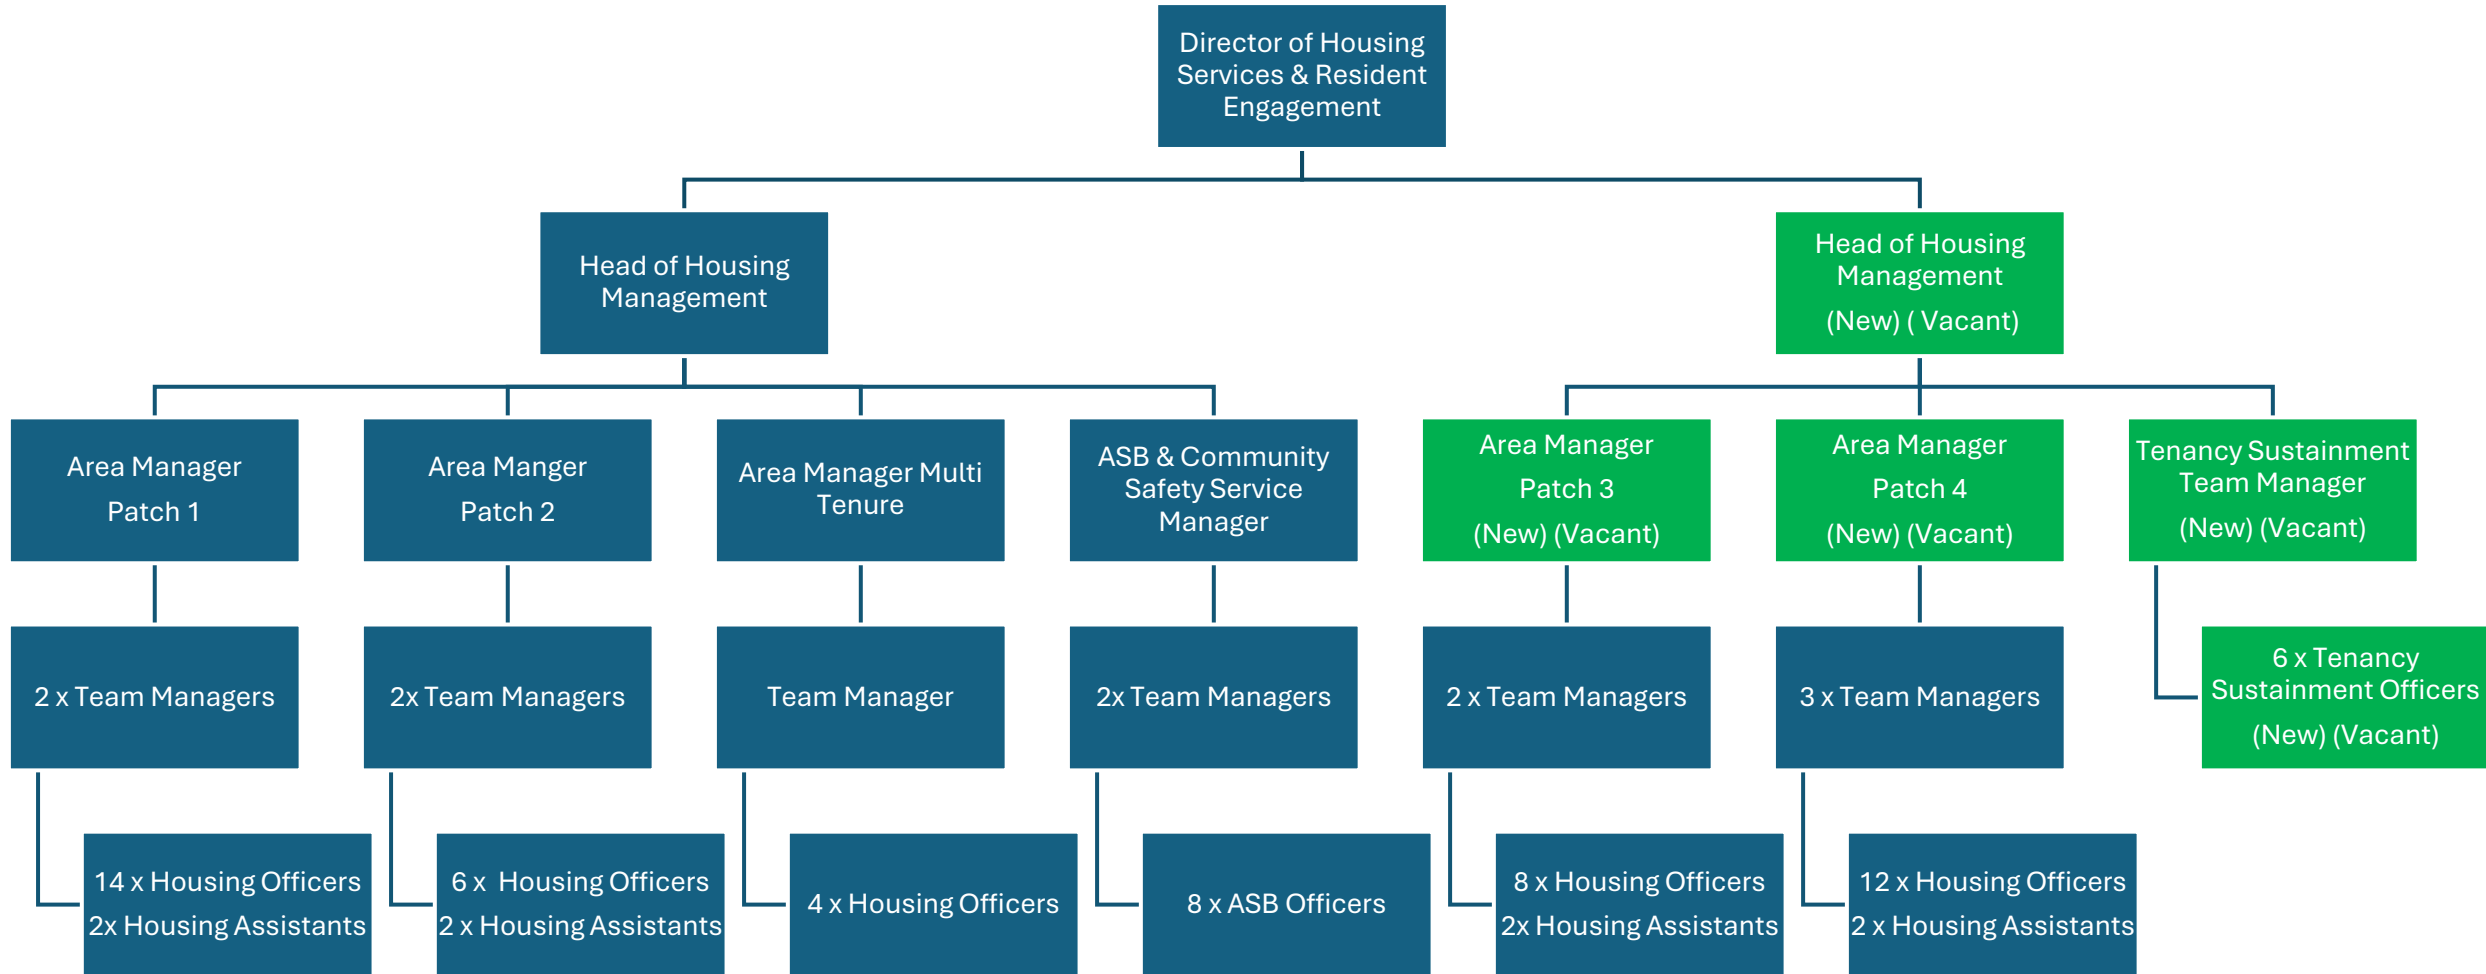 Director of Housing
Services & Resident
Engagement
Head of Housing
Management
Head of Housing
Management
(New) ( Vacant)
Area Manager
Patch 1
Area Manger
Patch 2
Area Manager Multi
Tenure
ASB & Community
Safety Service
Manager
Area Manager
Patch 3
(New) (Vacant)
Area Manager
Patch 4
(New) (Vacant)
Tenancy Sustainment
Team Manager
(New) (Vacant)
2 x Team Managers
2x Team Managers
Team Manager
2x Team Managers
2 x Team Managers
3 x Team Managers
6 x Tenancy
Sustainment Officers
(New) (Vacant)
14 x Housing Officers
2x Housing Assistants
6 x  Housing Officers
2 x Housing Assistants
4 x Housing Officers
8 x ASB Officers
8 x Housing Officers
2x Housing Assistants
12 x Housing Officers
2 x Housing Assistants